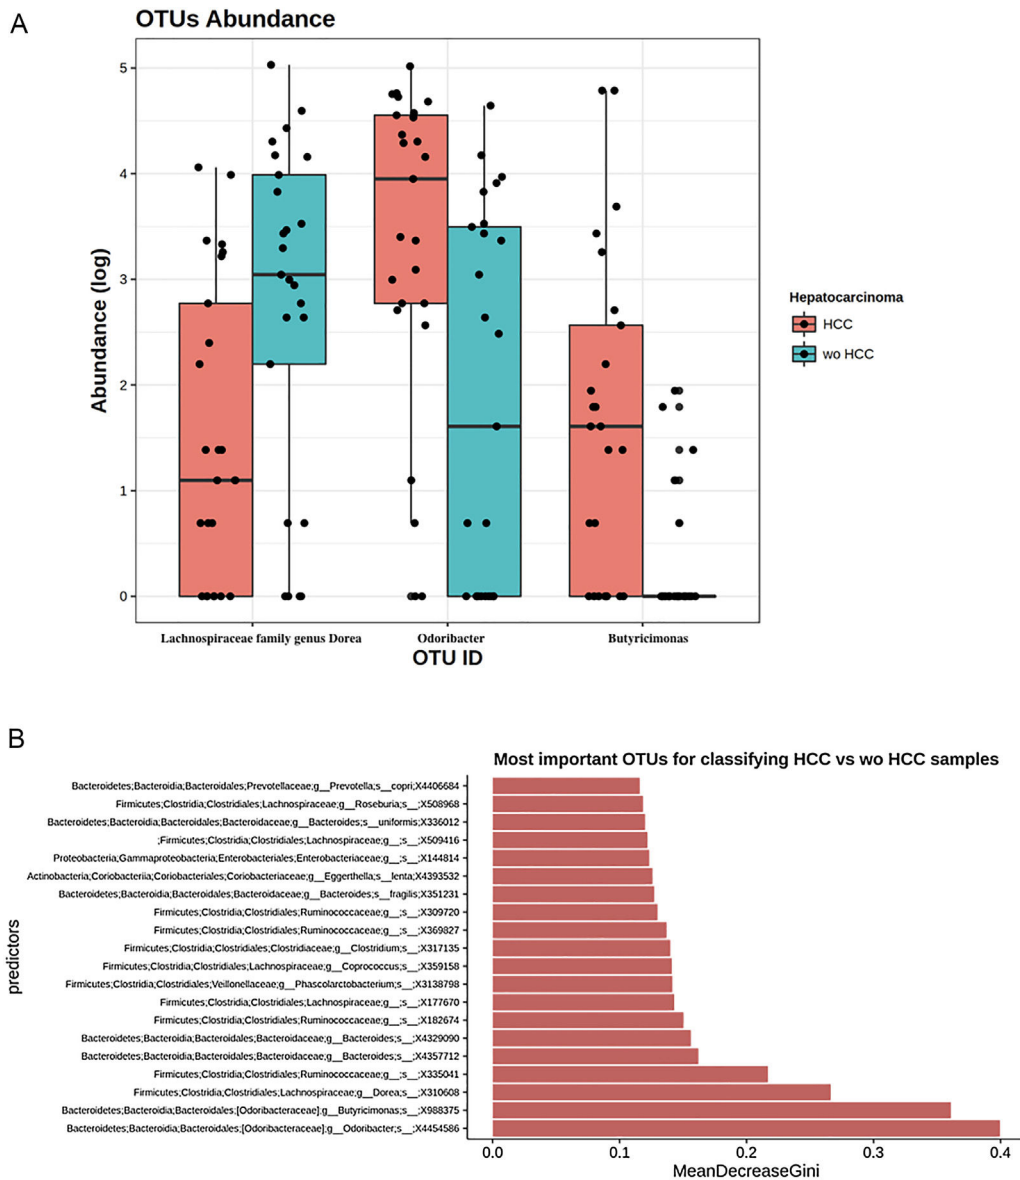 A
OTUs Abundance
5
4
3
2
1
0
Abundance (log)
Lachnospiraceae family genus Dorea
Odoribacter
Butyricimonas
OTU ID
Hepatocarcinoma
HCC
wo HCC
B
Most important OTUs for classifying HCC vs wo HCC samples
predictors
Bacteroidetes;Bacteroidia;Bacteroidales;Prevotellaceae;g__Prevotella;s__copri;X4406684
Firmicutes;Clostridia;Clostridiales;Lachnospiraceae;g__Roseburia;s__;X508968
Bacteroidetes;Bacteroidia;Bacteroidales;Bacteroidaceae;g__Bacteroides;s__uniformis;X336012
;Firmicutes;Clostridia;Clostridiales;Lachnospiraceae;g__;s__;X509416
Proteobacteria;Gammaproteobacteria;Enterobacteriales;Enterobacteriaceae;g__;s__;X144814
Actinobacteria;Coriobacteriia;Coriobacteriales;Coriobacteriaceae;g__Eggerthella;s__lenta;X4393532
Bacteroidetes;Bacteroidia;Bacteroidales;Bacteroidaceae;g__Bacteroides;s__fragilis;X351231
Firmicutes;Clostridia;Clostridiales;Ruminococcaceae;g__;s__;X309720
Firmicutes;Clostridia;Clostridiales;Ruminococcaceae;g__;s__;X369827
Firmicutes;Clostridia;Clostridiales;Clostridiaceae;g__Clostridium;s__;X317135
Firmicutes;Clostridia;Clostridiales;Lachnospiraceae;g__Coprococcus;s__;X359158
Firmicutes;Clostridia;Clostridiales;Veillonellaceae;g__Phascolarctobacterium;s__;X3138798
Firmicutes;Clostridia;Clostridiales;Lachnospiraceae;g__;s__;X177670
Firmicutes;Clostridia;Clostridiales;Ruminococcaceae;g__;s__;X182674
Bacteroidetes;Bacteroidia;Bacteroidales;Bacteroidaceae;g__Bacteroides;s__;X4329090
Bacteroidetes;Bacteroidia;Bacteroidales;Bacteroidaceae;g__Bacteroides;s__;X4357712
Firmicutes;Clostridia;Clostridiales;Ruminococcaceae;g__;s__;X335041
Firmicutes;Clostridia;Clostridiales;Lachnospiraceae;g__Dorea;s__;X310608
Bacteroidetes;Bacteroidia;Bacteroidales;[Odoribacteraceae];g__Butyricimonas;s__;X988375
Bacteroidetes;Bacteroidia;Bacteroidales;[Odoribacteraceae];g__Odoribacter;s__;X4454586
0.0 0.1 0.2 0.3 0.4
MeanDecreaseGini